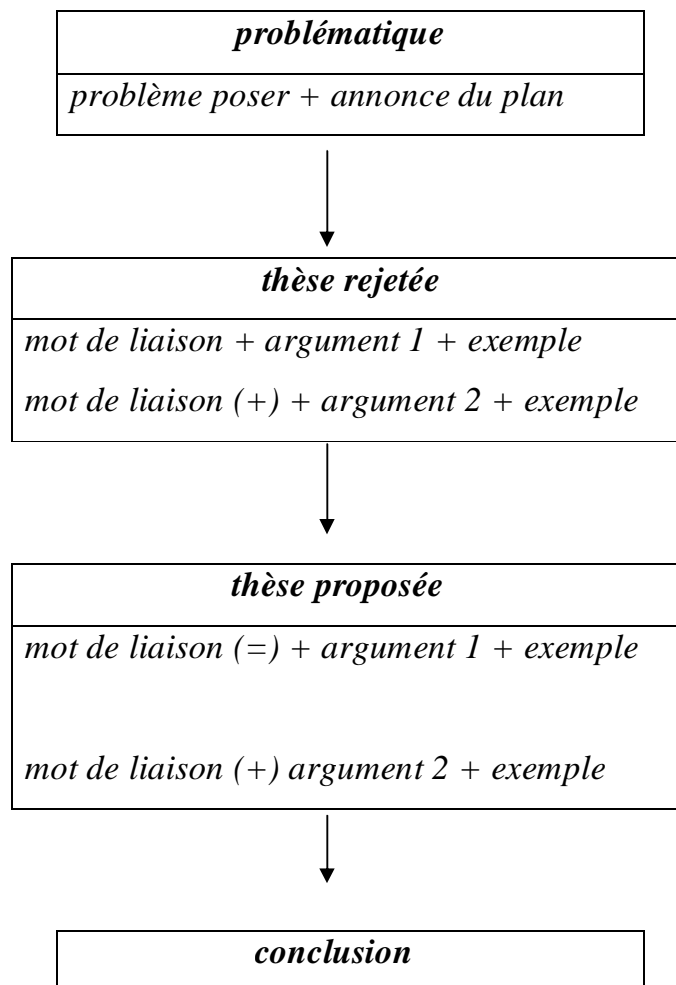 problématique
problème poser + annonce du plan
thèse rejetée
mot de liaison + argument 1 + exemple
mot de liaison (+) + argument 2 + exemple
thèse proposée
mot de liaison (=) + argument 1 + exemple
mot de liaison (+) argument 2 + exemple
conclusion